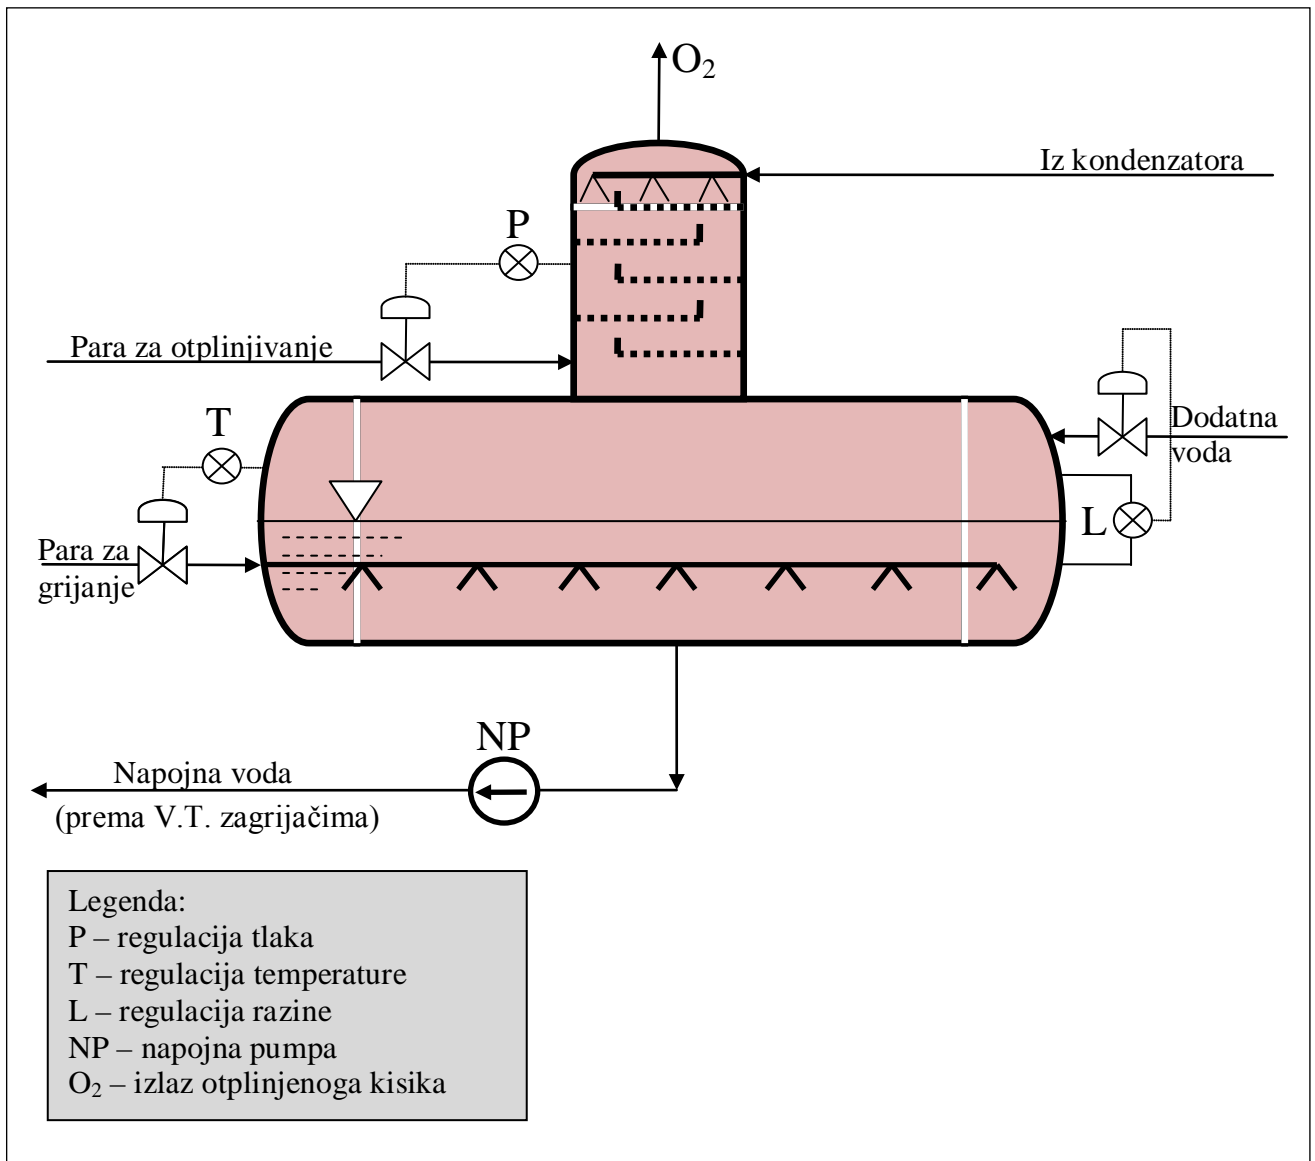 O₂
Iz kondenzatora
P
Para za otplinjivanje
T
Dodatna
voda
L
Para za
grijanje
NP
Napojna voda
(prema V.T. zagrijačima)
Legenda:
P – regulacija tlaka
T – regulacija temperature
L – regulacija razine
NP – napojna pumpa
O₂ – izlaz otplinjenoga kisika